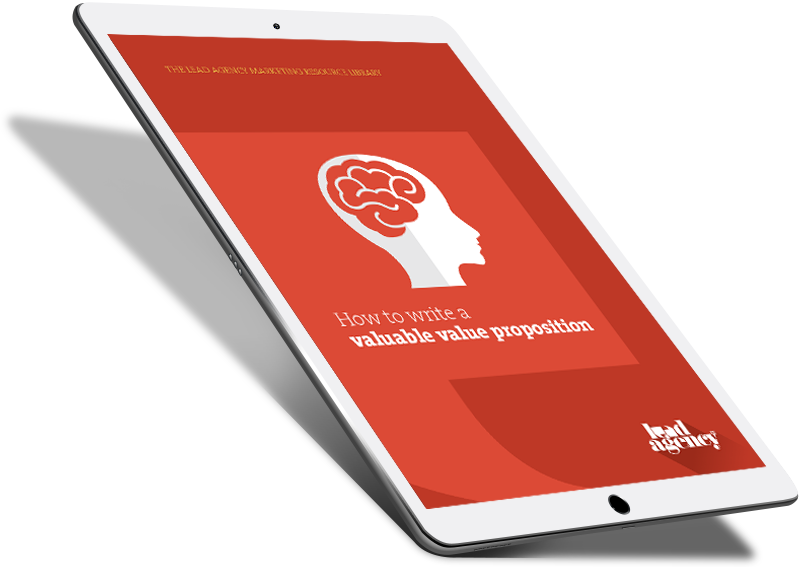 THE LEAD AGENCY MARKETING RESOURCE LIBRARY
How to write a
valuable value proposition
lead
agency